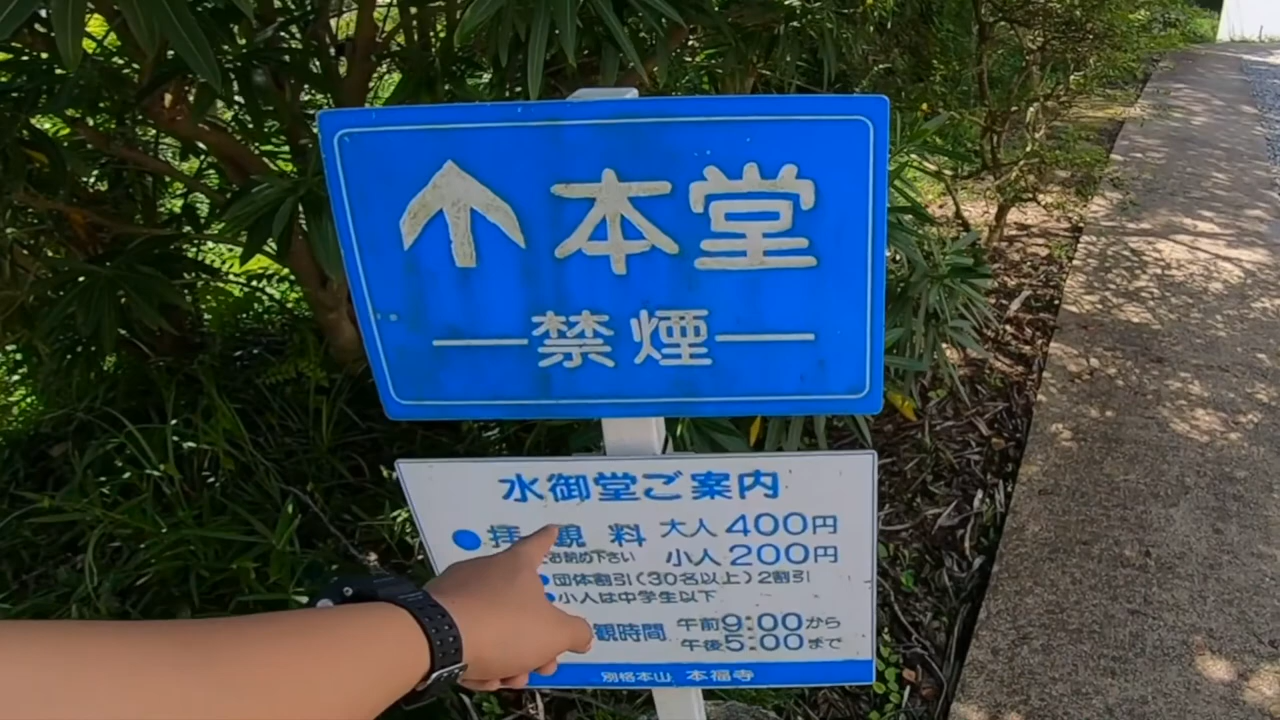 ↑本堂
禁煙
水御堂ご案内
●拝観料 大人400円
お納め下さい 小人200円
●団体割引(30名以上)2割引
●小人は中学生以下
観時間 午前9:00から
午後5:00まで
別格本山 本福寺